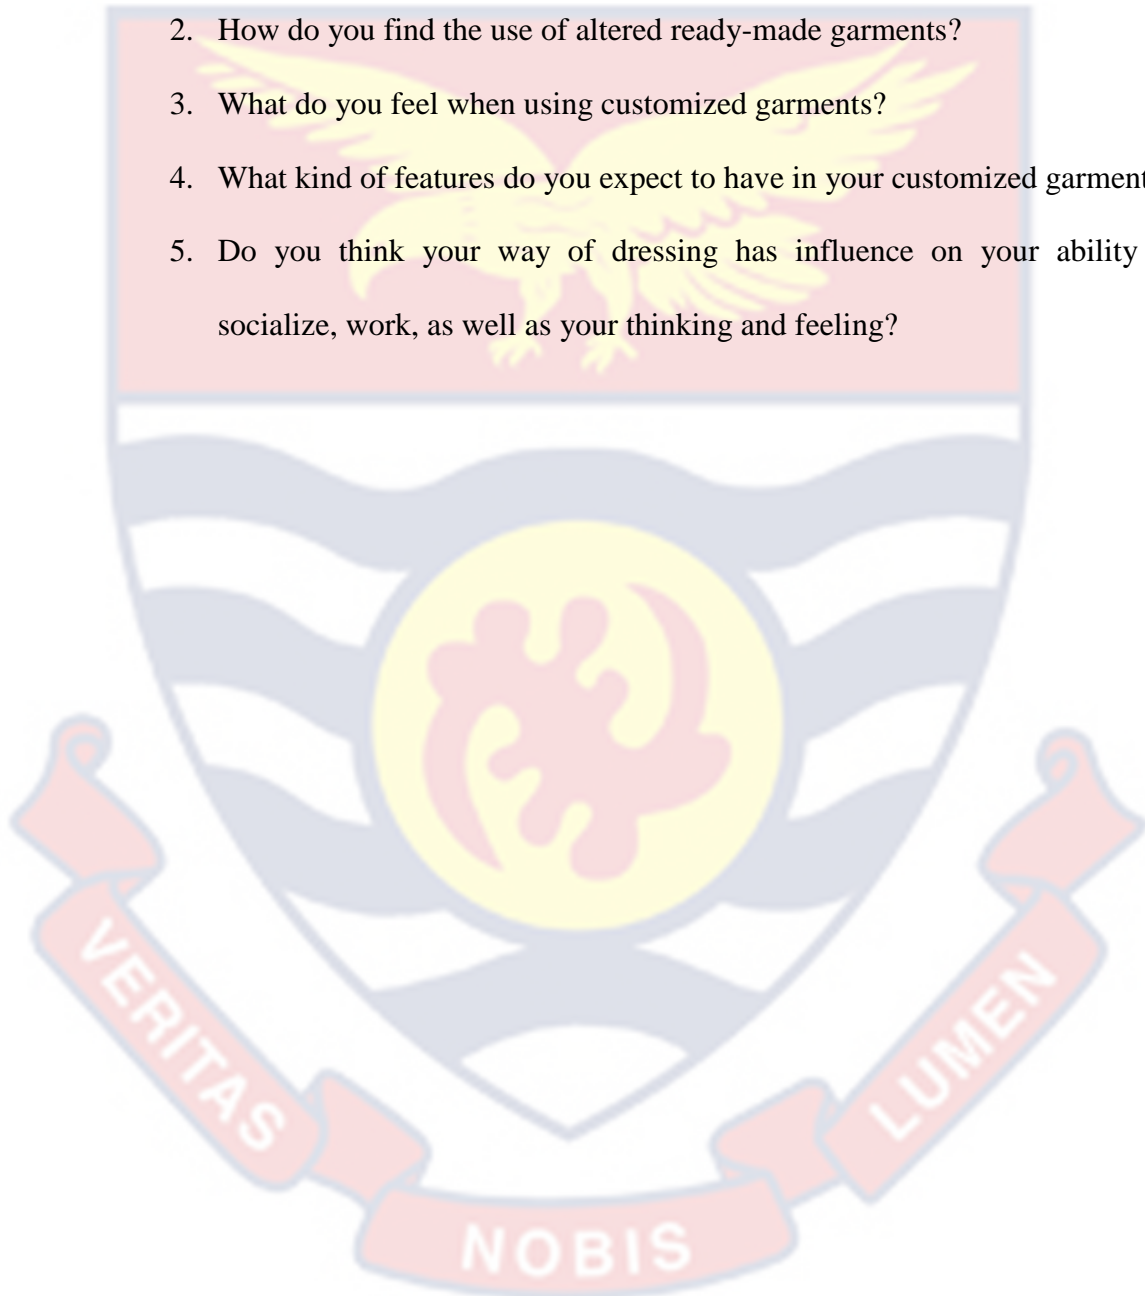 2. How do you find the use of altered ready-made garments?
3. What do you feel when using customized garments?
4. What kind of features do you expect to have in your customized garment
5. Do you think your way of dressing has influence on your ability
socialize, work, as well as your thinking and feeling?
VERITAS
NOBIS
LUMEN